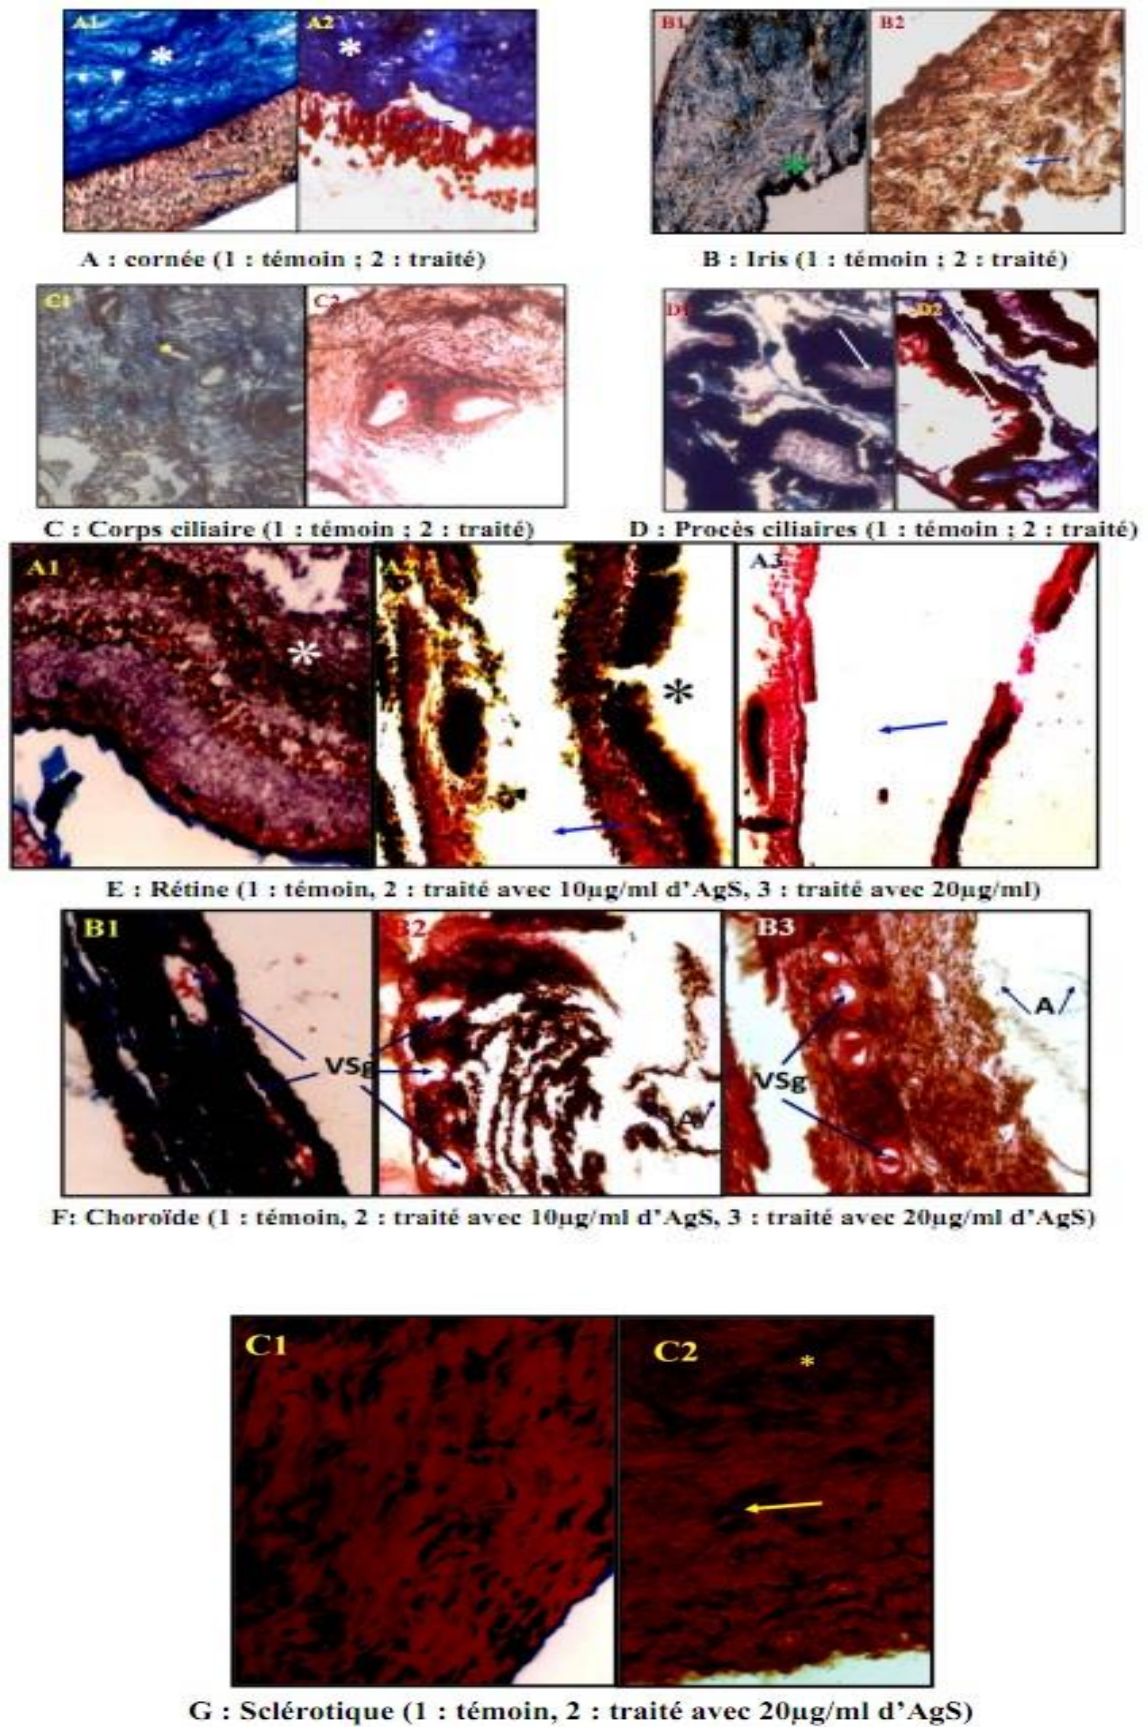 A1 A2 B1 B2
A : cornée (1 : témoin ; 2 : traité) B : Iris (1 : témoin ; 2 : traité)
C1 C2 D1 D2
C : Corps ciliaire (1 : témoin ; 2 : traité) D : Procès ciliaires (1 : témoin ; 2 : traité)
A1 A2 A3
E : Rétine (1 : témoin, 2 : traité avec 10µg/ml d'AgS, 3 : traité avec 20µg/ml)
B1 B2 B3
A
VSg VSg
A
F: Choroïde (1 : témoin, 2 : traité avec 10µg/ml d'AgS, 3 : traité avec 20µg/ml d'AgS)
C1 C2
G : Sclérotique (1 : témoin, 2 : traité avec 20µg/ml d'AgS)